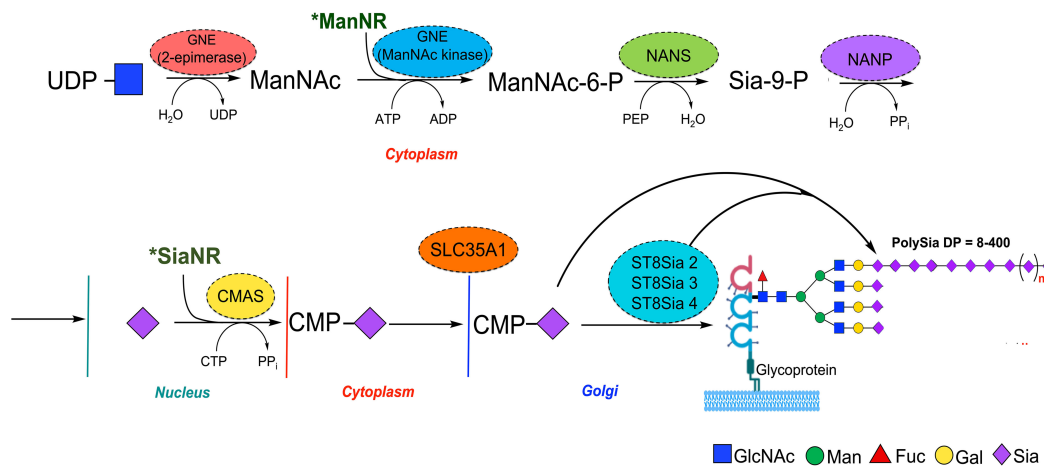 *ManNR
GNE
(2-epimerase)
GNE
(ManNAc kinase)
NANS
NANP
UDP
ManNAc
ManNAc-6-P
Sia-9-P
H₂O
UDP
ATP
ADP
PEP
H₂O
H₂O
PPᵢ
Cytoplasm
*SiaNR
CMAS
CTP
PPᵢ
Nucleus
CMP
Cytoplasm
SLC35A1
CMP
Golgi
ST8Sia 2
ST8Sia 3
ST8Sia 4
PolySia DP = 8-400
n
Glycoprotein
GlcNAc Man Fuc Gal Sia